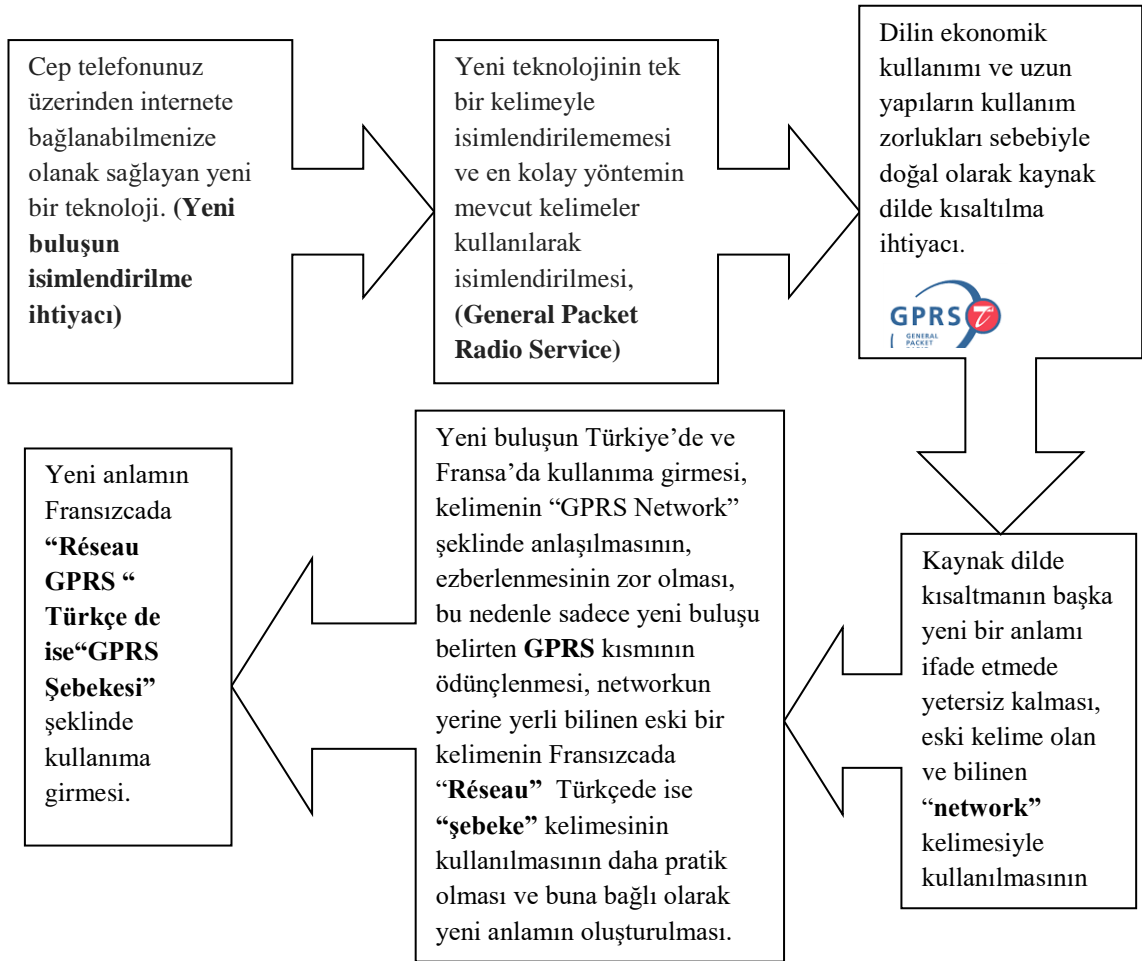 Cep telefonunuz
üzerinden internete
bağlanabilmenize
olanak sağlayan yeni
bir teknoloji. (Yeni
buluşun
isimlendirilme
ihtiyacı)
Yeni teknolojinin tek
bir kelimeyle
isimlendirilememesi
ve en kolay yöntemin
mevcut kelimeler
kullanılarak
isimlendirilmesi,
(General Packet
Radio Service)
Dilin ekonomik
kullanımı ve uzun
yapıların kullanım
zorlukları sebebiyle
doğal olarak kaynak
dilde kısaltılma
ihtiyacı.
GPRS
GENERAL
PACKET
Kaynak dilde
kısaltmanın başka
yeni bir anlamı
ifade etmede
yetersiz kalması,
eski kelime olan
ve bilinen
“network”
kelimesiyle
kullanılmasının
Yeni buluşun Türkiye’de ve
Fransa’da kullanıma girmesi,
kelimenin “GPRS Network”
şeklinde anlaşılmasının,
ezberlenmesinin zor olması,
bu nedenle sadece yeni buluşu
belirten GPRS kısmının
ödünçlenmesi, networkun
yerine yerli bilinen eski bir
kelimenin Fransızcada
“Réseau” Türkçede ise
“şebeke” kelimesinin
kullanılmasının daha pratik
olması ve buna bağlı olarak
yeni anlamın oluşturulması.
Yeni anlamın
Fransızcada
“Réseau
GPRS “
Türkçe de
ise“GPRS
Şebekesi”
şeklinde
kullanıma
girmesi.